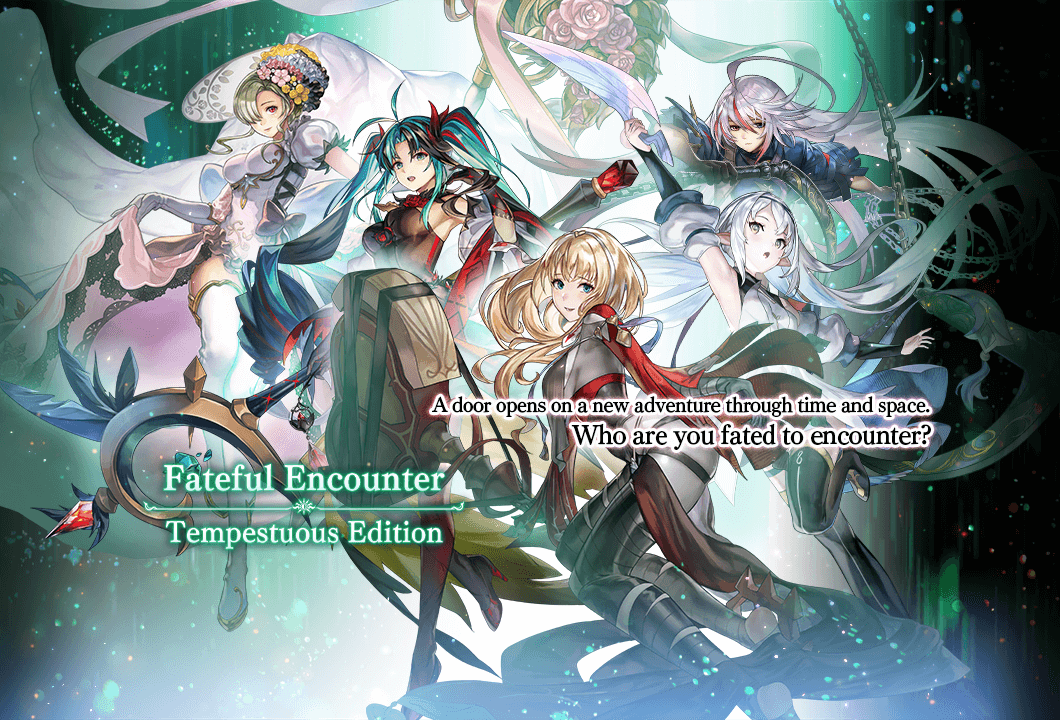 A door opens on a new adventure through time and space.
Who are you fated to encounter?
Fateful Encounter
Tempestuous Edition